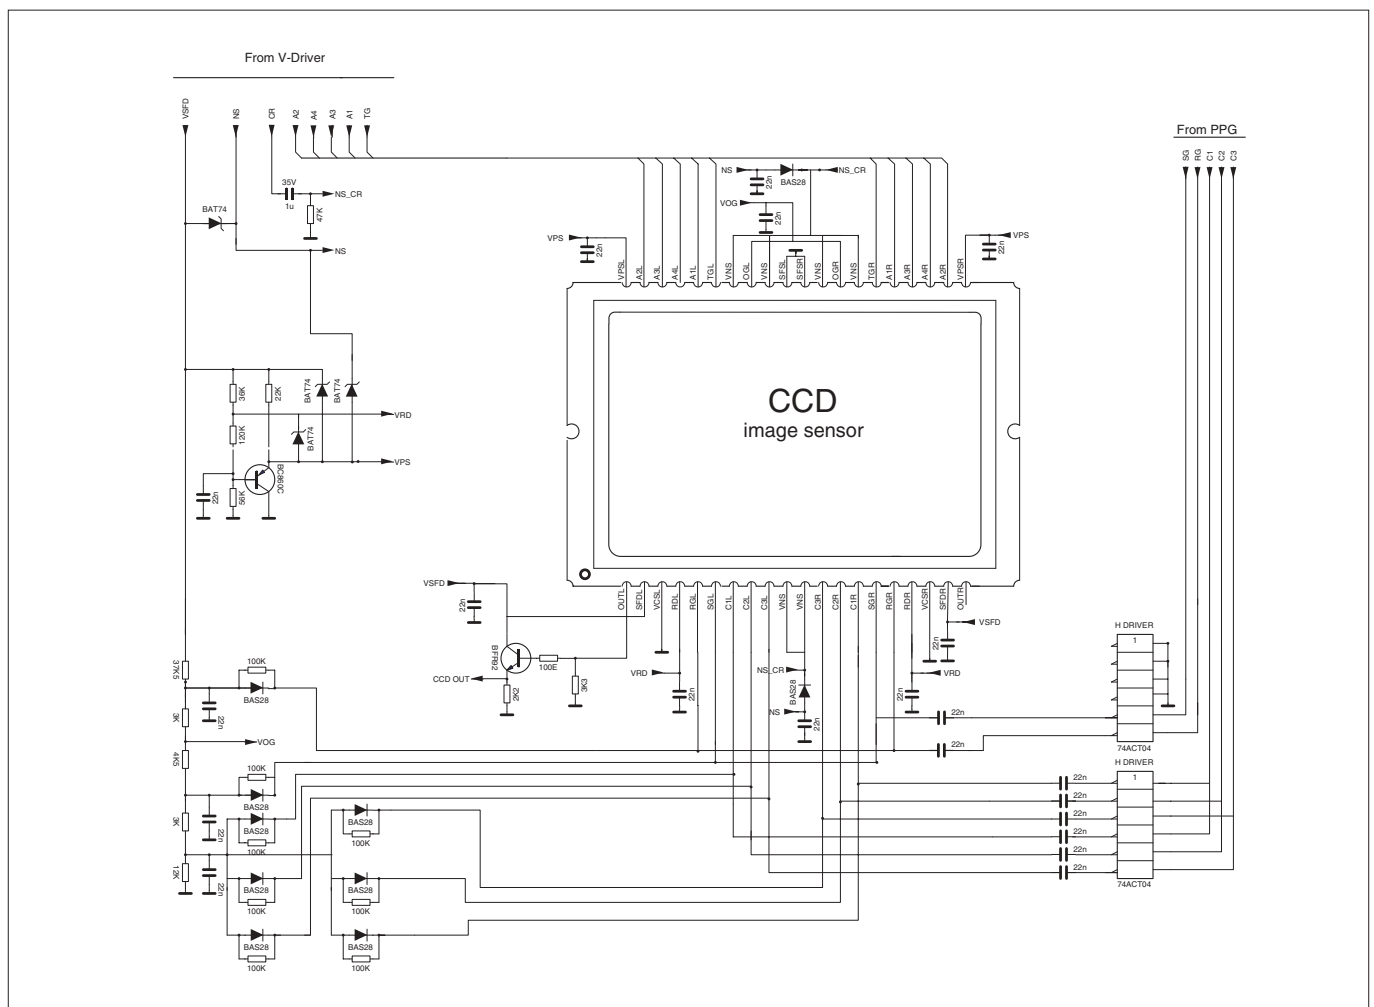 From V-Driver
VSFD
NS
CR
A2
A4
A3
A1
TG
From PPG
SG
RG
C1
C2
C3
NS
BAS28
NS_CR
22n
VOG
22n
35V
1u
NS_CR
47K
BAT74
NS
VPS
22n
VPS
22n
VPSL
A2L
A3L
A4L
A1L
TGL
VNS
OGL
VNS
SFSL
SFSR
VNS
OGR
VNS
TGR
A1R
A3R
A4R
A2R
VPSR
36K
22K
BAT74
BAT74
VRD
120K
BAT74
VPS
BC860C
22n
56K
CCD
image sensor
OUTL
SFDL
VCSL
RDL
RGL
SGL
C1L
C2L
C3L
VNS
VNS
C3R
C2R
C1R
SGR
RGR
RDR
VCSR
SFDR
OUTR
VSFD
22n
BFR92
100E
CCD OUT
2K2
3K3
VRD
22n
NS_CR
BAS28
NS
22n
VRD
22n
VSFD
22n
H DRIVER
1
74ACT04
22n
22n
H DRIVER
1
74ACT04
22n
22n
22n
22n
22n
22n
37K5
100K
BAS28
22n
3K
VOG
4K5
100K
BAS28
22n
3K
BAS28
100K
BAS28
100K
12K
22n
BAS28
100K
BAS28
100K
BAS28
100K
BAS28
100K